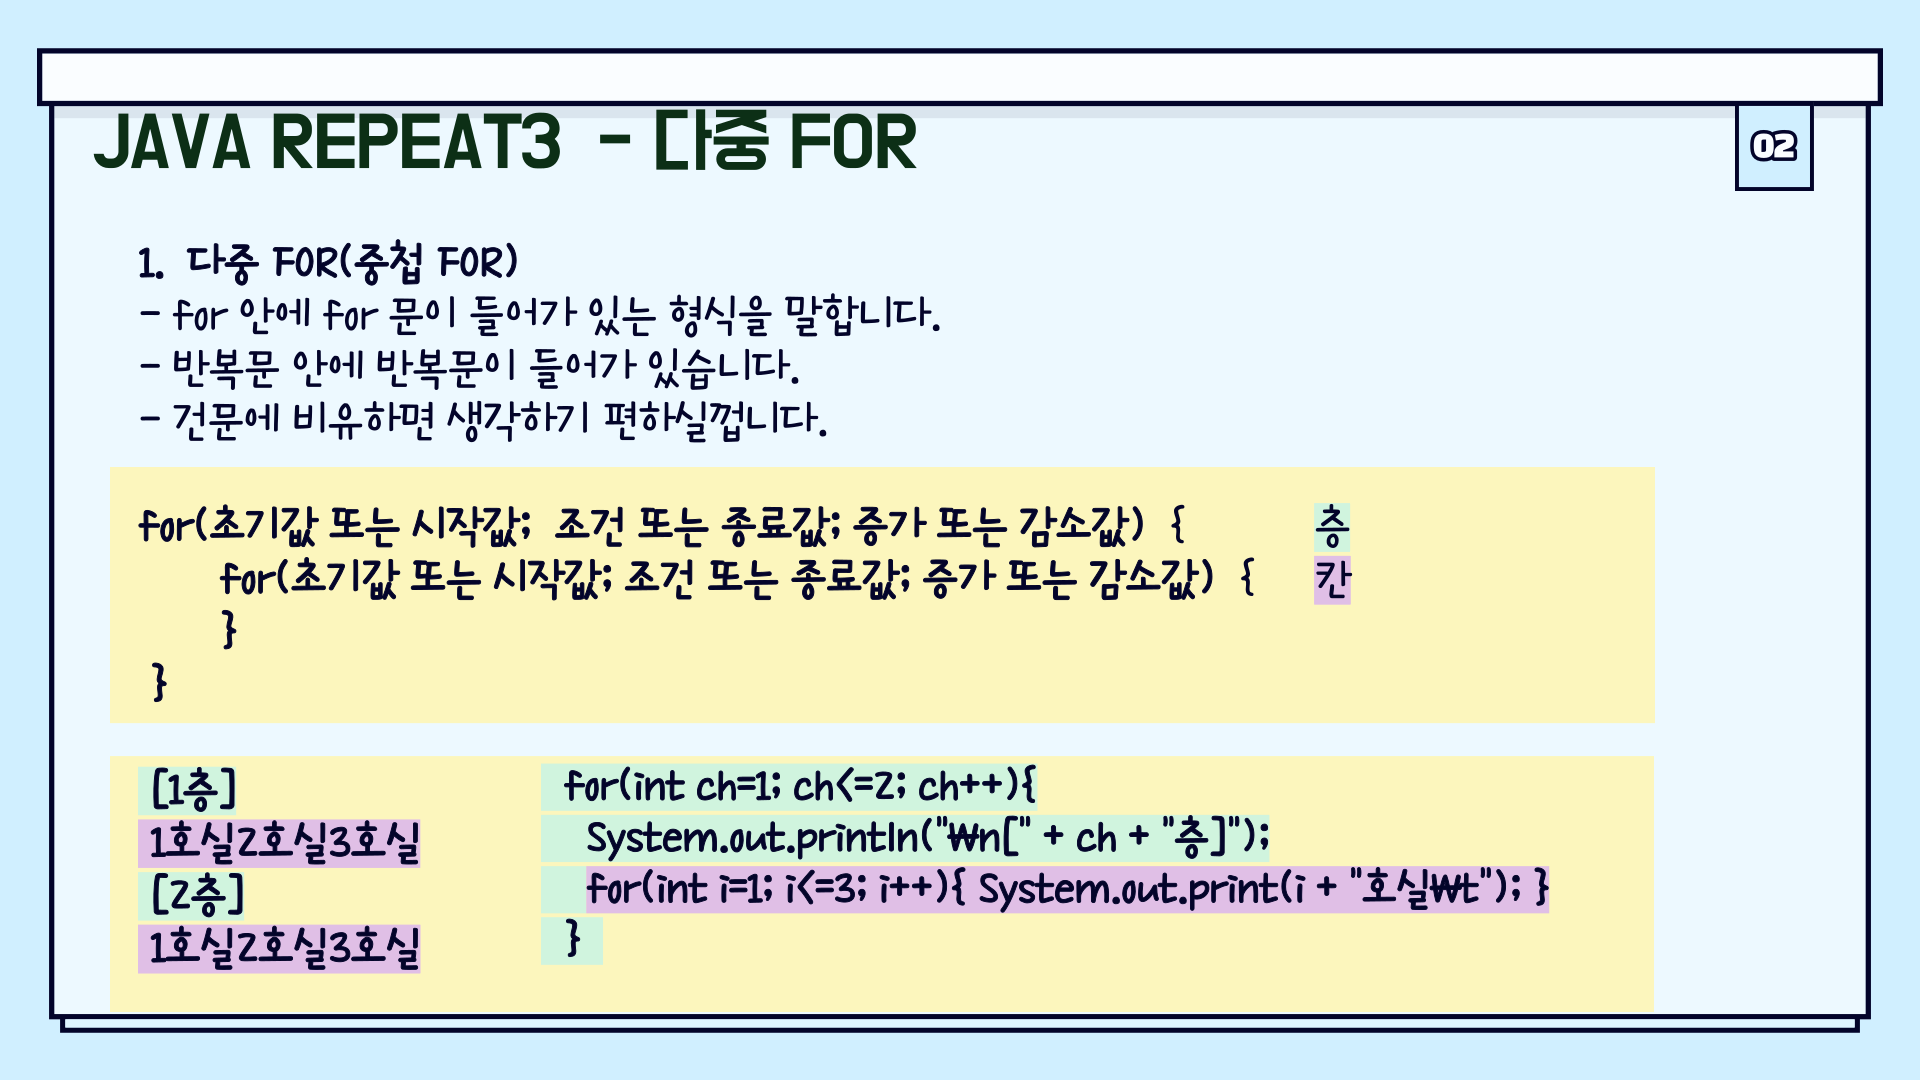 JAVA REPEAT3 - 다중 FOR
02
1. 다중 FOR(중첩 FOR)
- for 안에 for 문이 들어가 있는 형식을 말합니다.
- 반복문 안에 반복문이 들어가 있습니다.
- 건문에 비유하면 생각하기 편하실껍니다.
for(초기값 또는 시작값; 조건 또는 종료값; 증가 또는 감소값) { 층
for(초기값 또는 시작값; 조건 또는 종료값; 증가 또는 감소값) { 칸
}
}
[1층]
1호실2호실3호실
[2층]
1호실2호실3호실
for(int ch=1; ch<=2; ch++){
System.out.println("₩n[" + ch + "층]");
for(int i=1; i<=3; i++){ System.out.print(i + "호실₩t"); }
}